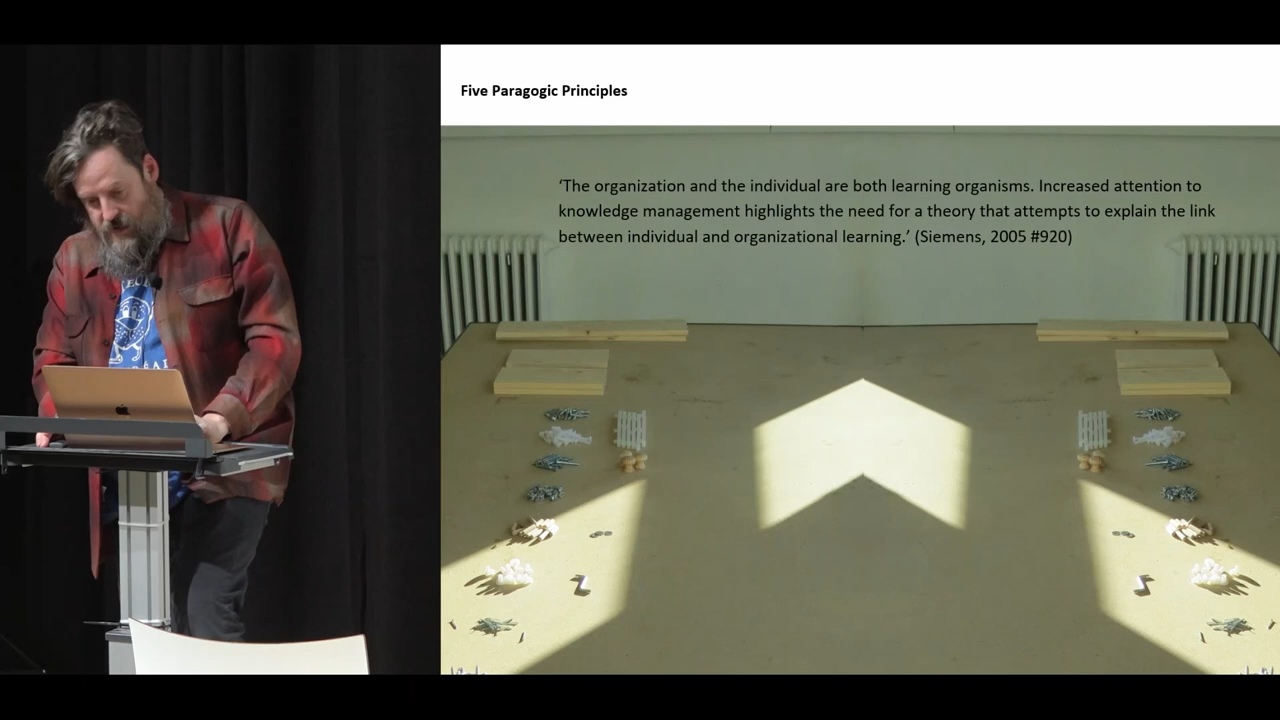 Five Paragogic Principles
‘The organization and the individual are both learning organisms. Increased attention to
knowledge management highlights the need for a theory that attempts to explain the link
between individual and organizational learning.’ (Siemens, 2005 #920)